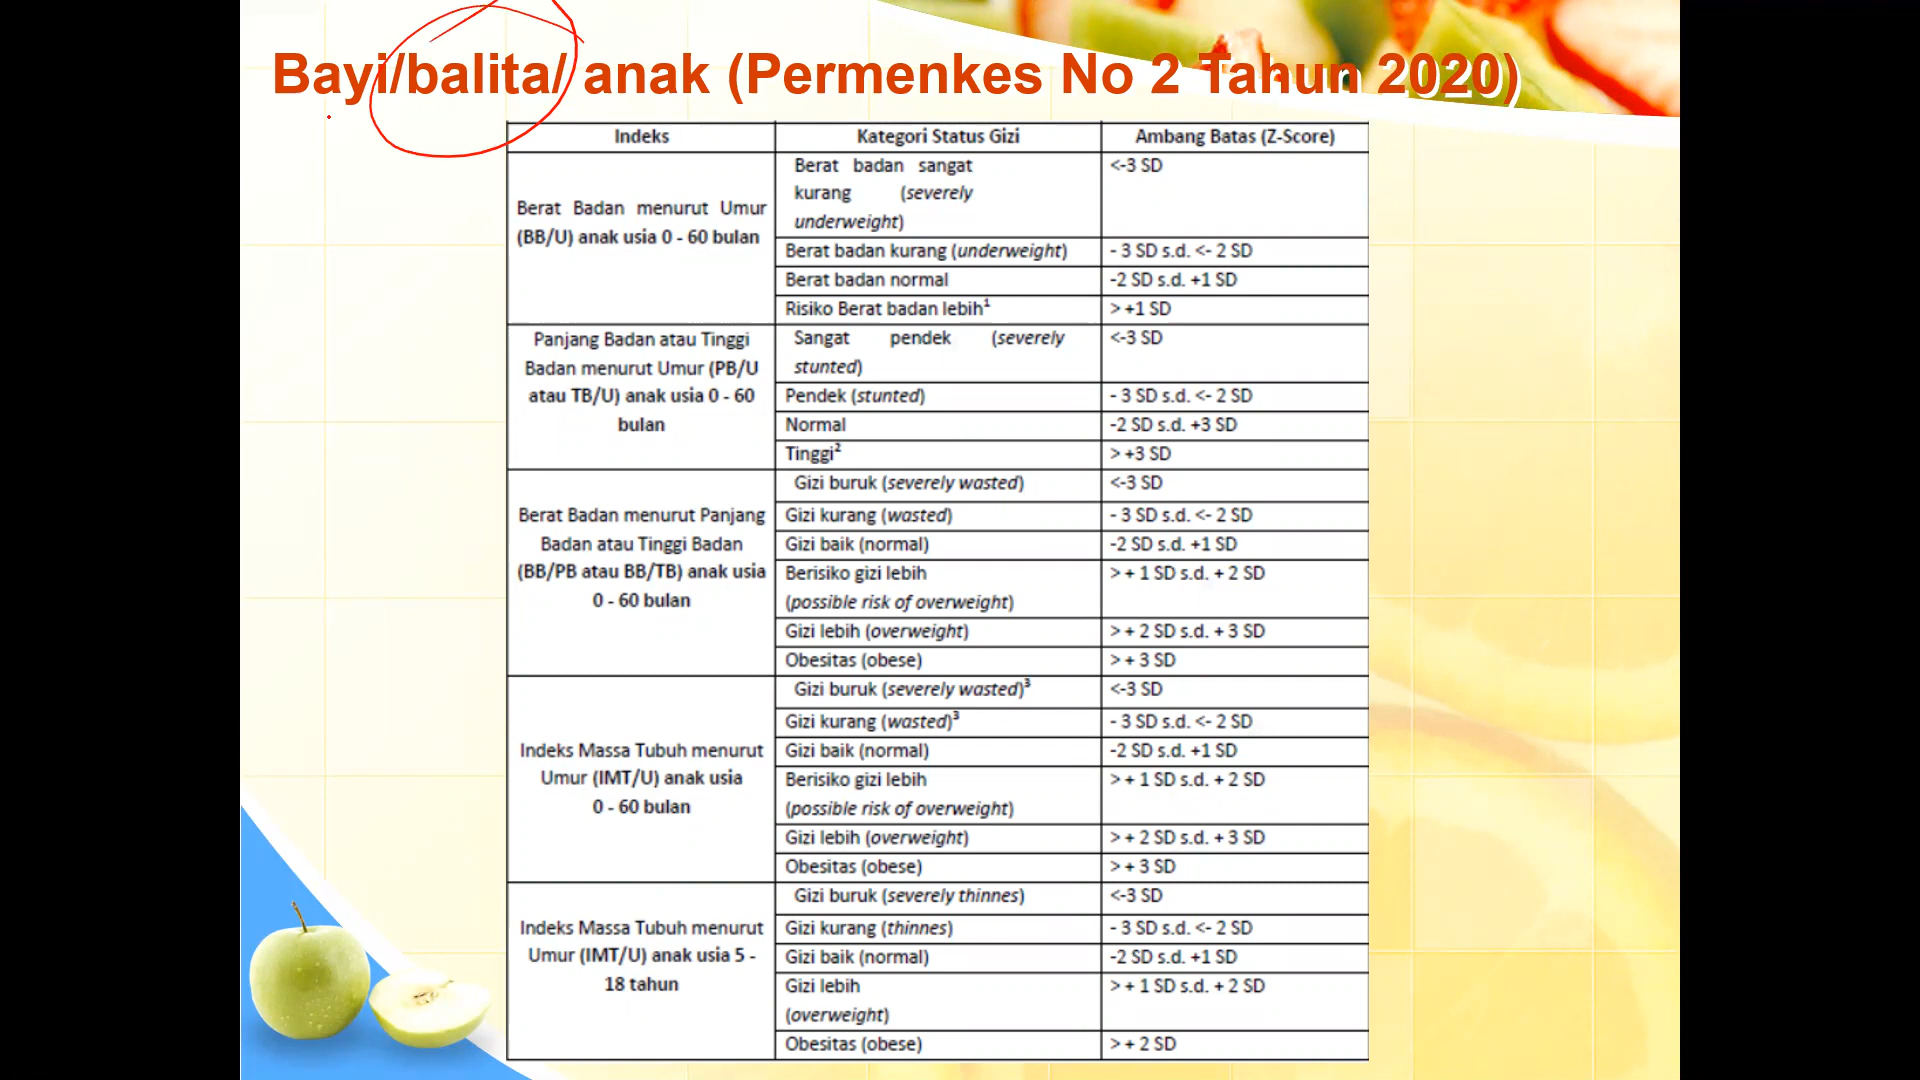 Bayi/balita/ anak (Permenkes No 2 Tahun 2020)
Indeks
Kategori Status Gizi
Ambang Batas (Z-Score)
Berat Badan menurut Umur
(BB/U) anak usia 0 - 60 bulan
Berat badan sangat
kurang (severely
underweight)
<-3 SD
Berat badan kurang (underweight)
- 3 SD s.d. <- 2 SD
Berat badan normal
-2 SD s.d. +1 SD
Risiko Berat badan lebih¹
> +1 SD
Panjang Badan atau Tinggi
Badan menurut Umur (PB/U
atau TB/U) anak usia 0 - 60
bulan
Sangat pendek (severely
stunted)
<-3 SD
Pendek (stunted)
- 3 SD s.d. <- 2 SD
Normal
-2 SD s.d. +3 SD
Tinggi²
> +3 SD
Berat Badan menurut Panjang
Badan atau Tinggi Badan
(BB/PB atau BB/TB) anak usia
0 - 60 bulan
Gizi buruk (severely wasted)
<-3 SD
Gizi kurang (wasted)
- 3 SD s.d. <- 2 SD
Gizi baik (normal)
-2 SD s.d. +1 SD
Berisiko gizi lebih
(possible risk of overweight)
> + 1 SD s.d. + 2 SD
Gizi lebih (overweight)
> + 2 SD s.d. + 3 SD
Obesitas (obese)
> + 3 SD
Indeks Massa Tubuh menurut
Umur (IMT/U) anak usia
0 - 60 bulan
Gizi buruk (severely wasted)³
<-3 SD
Gizi kurang (wasted)³
- 3 SD s.d. <- 2 SD
Gizi baik (normal)
-2 SD s.d. +1 SD
Berisiko gizi lebih
(possible risk of overweight)
> + 1 SD s.d. + 2 SD
Gizi lebih (overweight)
> + 2 SD s.d. + 3 SD
Obesitas (obese)
> + 3 SD
Indeks Massa Tubuh menurut
Umur (IMT/U) anak usia 5 -
18 tahun
Gizi buruk (severely thinnes)
<-3 SD
Gizi kurang (thinnes)
- 3 SD s.d. <- 2 SD
Gizi baik (normal)
-2 SD s.d. +1 SD
Gizi lebih
(overweight)
> + 1 SD s.d. + 2 SD
Obesitas (obese)
> + 2 SD